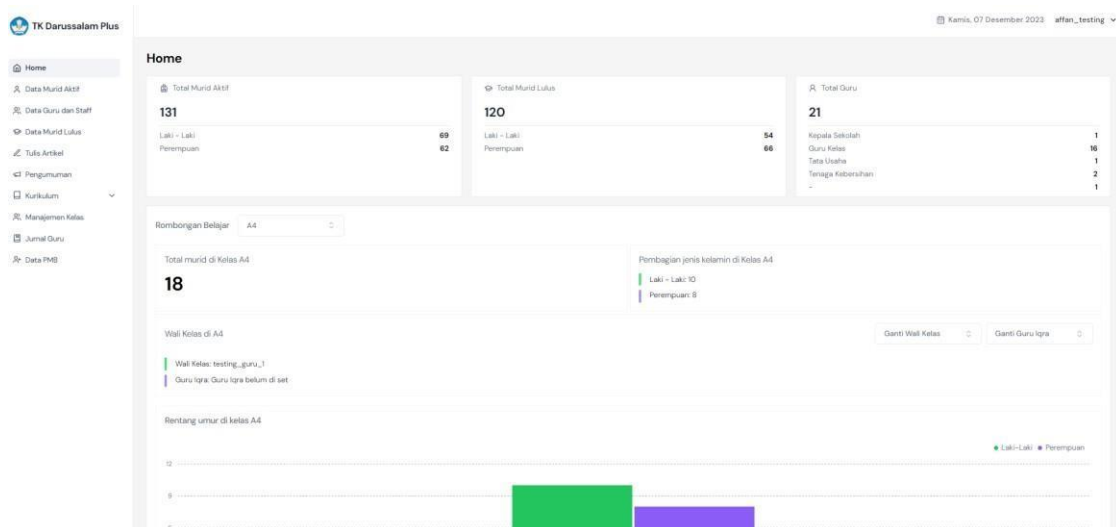 TK Darussalam Plus
Kamis, 07 Desember 2023 affan_testing
Home
Data Murid Aktif
Data Guru dan Staff
Data Murid Lulus
Tulis Artikel
Pengumuman
Kurikulum
Manajemen Kelas
Jurnal Guru
Data PMB
Home
Total Murid Aktif
131
Laki - Laki 69
Perempuan 62
Total Murid Lulus
120
Laki - Laki 54
Perempuan 66
Total Guru
21
Kepala Sekolah 1
Guru Kelas 16
Tata Usaha 1
Tenaga Kebersihan 2
- 1
Rombongan Belajar A4
Total murid di Kelas A4
18
Pembagian jenis kelamin di Kelas A4
Laki - Laki: 10
Perempuan: 8
Wali Kelas di A4
Ganti Wali Kelas Ganti Guru Iqra
Wali Kelas: testing_guru_1
Guru Iqra: Guru Iqra belum di set
Rentang umur di kelas A4
Laki-Laki Perempuan
12
9